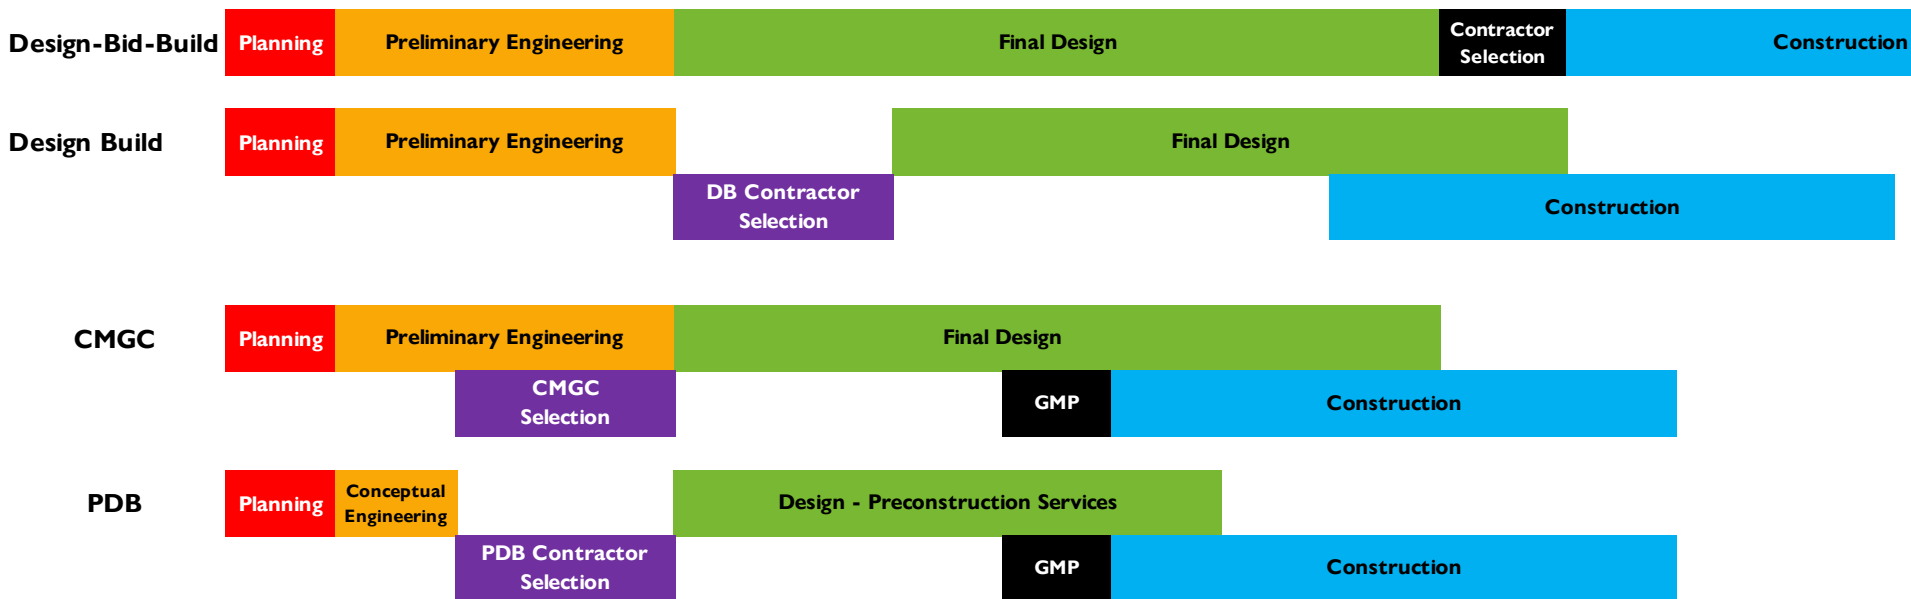 Design-Bid-Build
Planning
Preliminary Engineering
Final Design
Contractor
Selection
Construction
Design Build
Planning
Preliminary Engineering
Final Design
DB Contractor
Selection
Construction
CMGC
Planning
Preliminary Engineering
Final Design
CMGC
Selection
GMP
Construction
PDB
Planning
Conceptual
Engineering
Design - Preconstruction Services
PDB Contractor
Selection
GMP
Construction